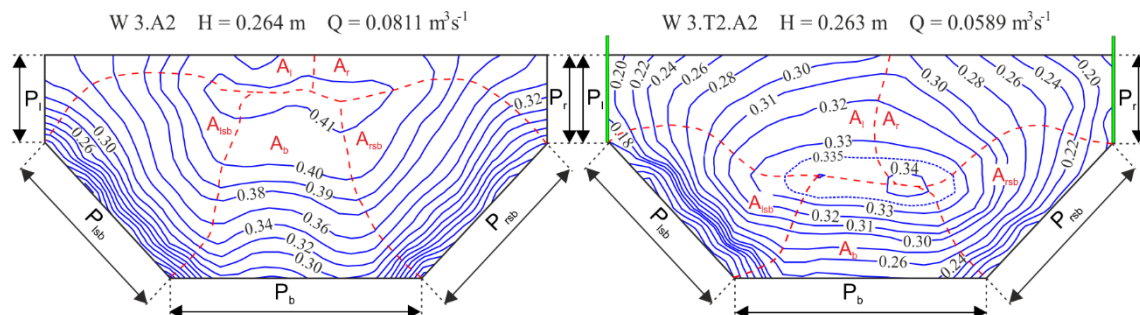 W 3.A2 H = 0.264 m Q = 0.0811 m³s⁻¹
P_l
A_l A_r
P_r
0.32
0.41
A_lsb
A_b
A_rsb
0.26
0.30
0.40
0.38
0.39
0.34
0.36
0.32
0.30
P_lsb
P_rsb
P_b
W 3.T2.A2 H = 0.263 m Q = 0.0589 m³s⁻¹
P_l
0.20
0.22
0.24
0.26
0.28
0.30
0.30
0.28
0.26
0.24
0.20
P_r
0.31
0.32
A_l A_r
0.33
0.335
0.34
0.18
0.22
A_rsb
A_lsb
0.33
0.32
0.31
0.30
A_b
0.26
0.24
P_lsb
P_rsb
P_b